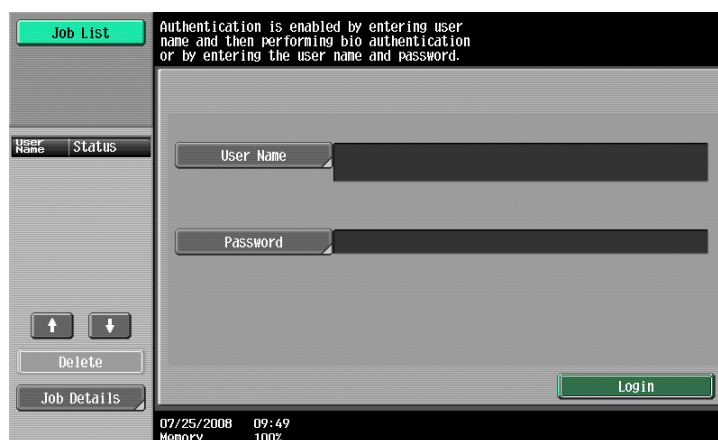 Job List
Authentication is enabled by entering user
name and then performing bio authentication
or by entering the user name and password.
User Name
Status
User Name
Password
Delete
Job Details
Login
07/25/2008 09:49
Memory 100%